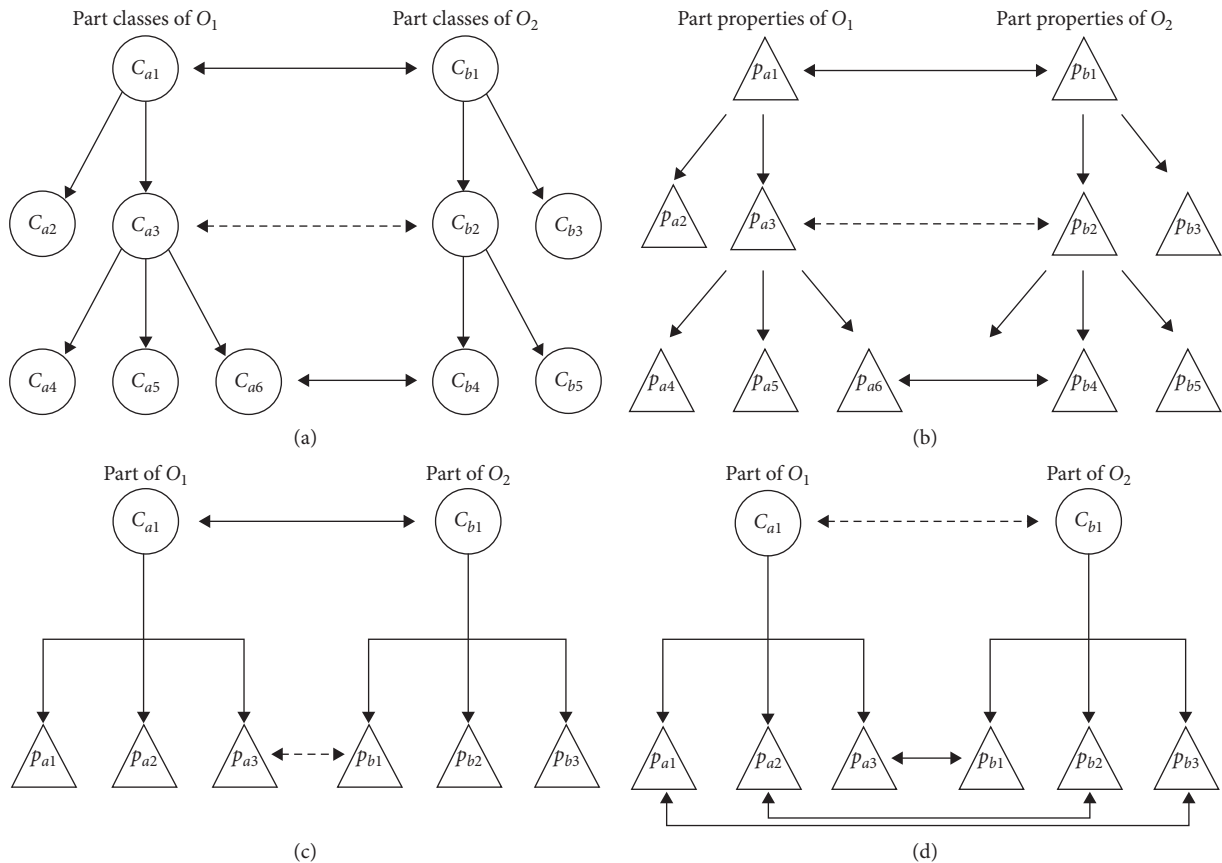 Part classes of O1 Part classes of O2
Ca1 Cb1
Ca2 Ca3 Cb2 Cb3
Ca4 Ca5 Ca6 Cb4 Cb5
(a)
Part properties of O1 Part properties of O2
pa1 pb1
pa2 pa3 pb2 pb3
pa4 pa5 pa6 pb4 pb5
(b)
Part of O1 Part of O2
Ca1 Cb1
pa1 pa2 pa3 pb1 pb2 pb3
(c)
Part of O1 Part of O2
Ca1 Cb1
pa1 pa2 pa3 pb1 pb2 pb3
(d)